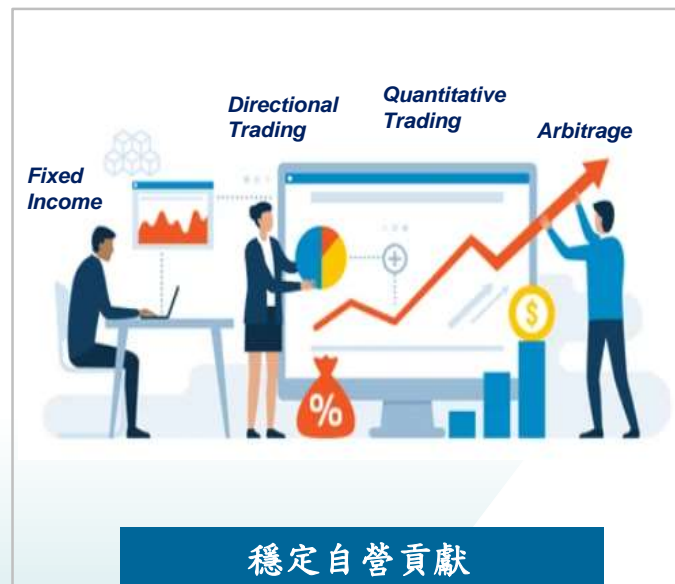 Directional
Trading
Quantitative
Trading
Arbitrage
Fixed
Income
$
%
穩定自營貢獻